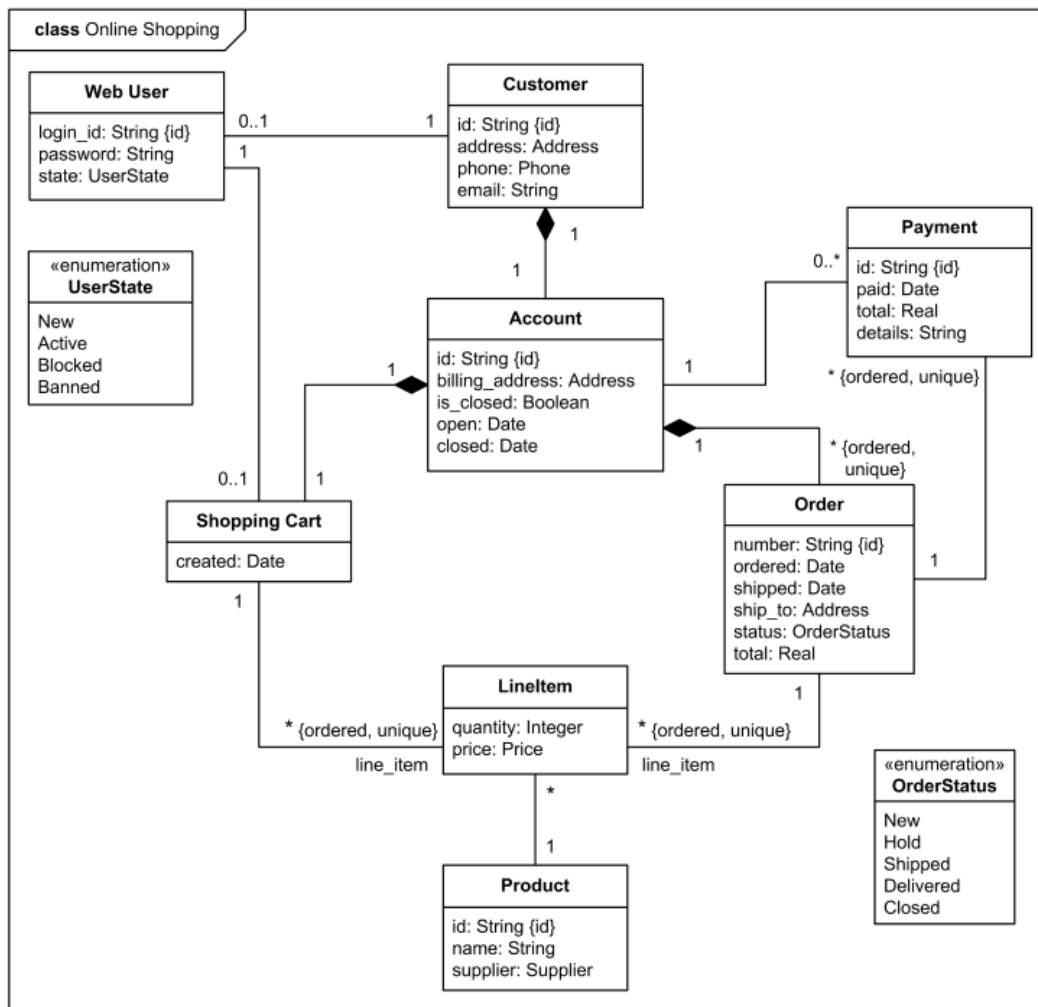 class Online Shopping
Web User
login_id: String {id}
password: String
state: UserState
0..1
1
1
Customer
id: String {id}
address: Address
phone: Phone
email: String
1
1
«enumeration»
UserState
New
Active
Blocked
Banned
Payment
id: String {id}
paid: Date
total: Real
details: String
0..*
1
* {ordered, unique}
Account
id: String {id}
billing_address: Address
is_closed: Boolean
open: Date
closed: Date
1
1
* {ordered,
unique}
0..1
1
Shopping Cart
created: Date
1
Order
number: String {id}
ordered: Date
shipped: Date
ship_to: Address
status: OrderStatus
total: Real
1
1
LineItem
quantity: Integer
price: Price
* {ordered, unique}
line_item
* {ordered, unique}
line_item
*
1
Product
id: String {id}
name: String
supplier: Supplier
«enumeration»
OrderStatus
New
Hold
Shipped
Delivered
Closed